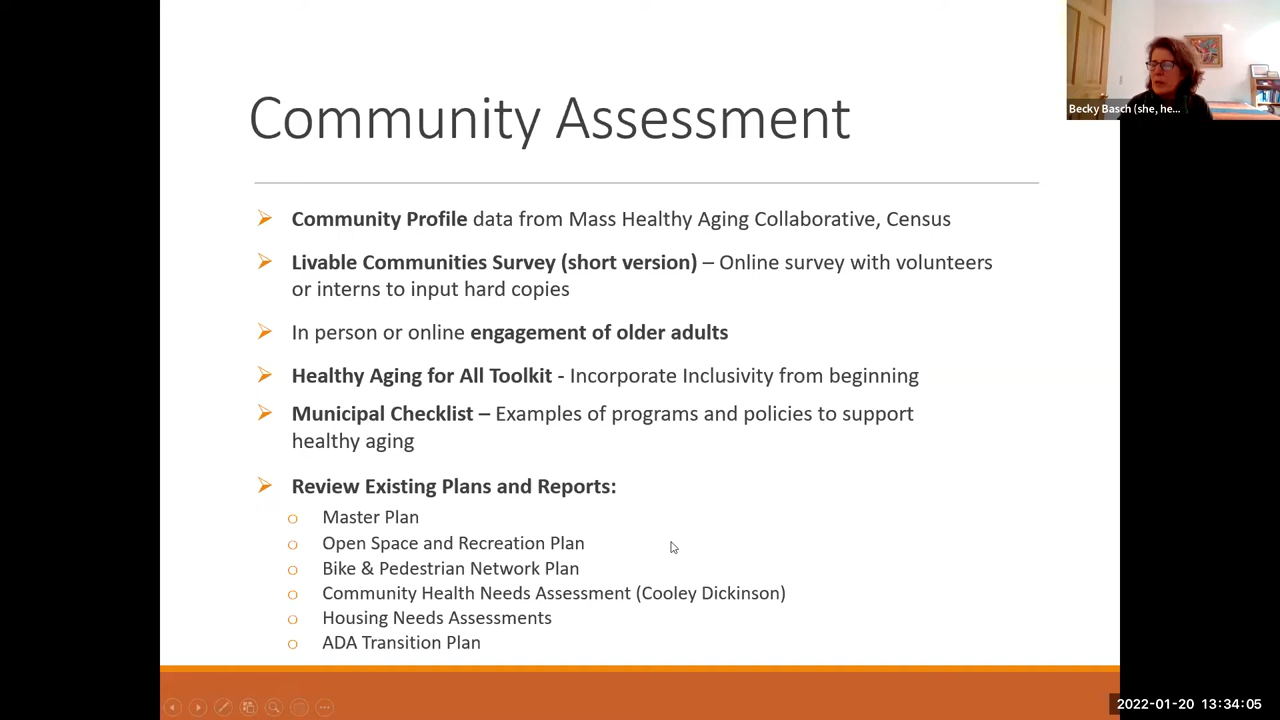 Community Assessment
Becky Basch (she, he...
Community Profile data from Mass Healthy Aging Collaborative, Census
Livable Communities Survey (short version) – Online survey with volunteers
or interns to input hard copies
In person or online engagement of older adults
Healthy Aging for All Toolkit - Incorporate Inclusivity from beginning
Municipal Checklist – Examples of programs and policies to support
healthy aging
Review Existing Plans and Reports:
Master Plan
Open Space and Recreation Plan
Bike & Pedestrian Network Plan
Community Health Needs Assessment (Cooley Dickinson)
Housing Needs Assessments
ADA Transition Plan
2022-01-20 13:34:05